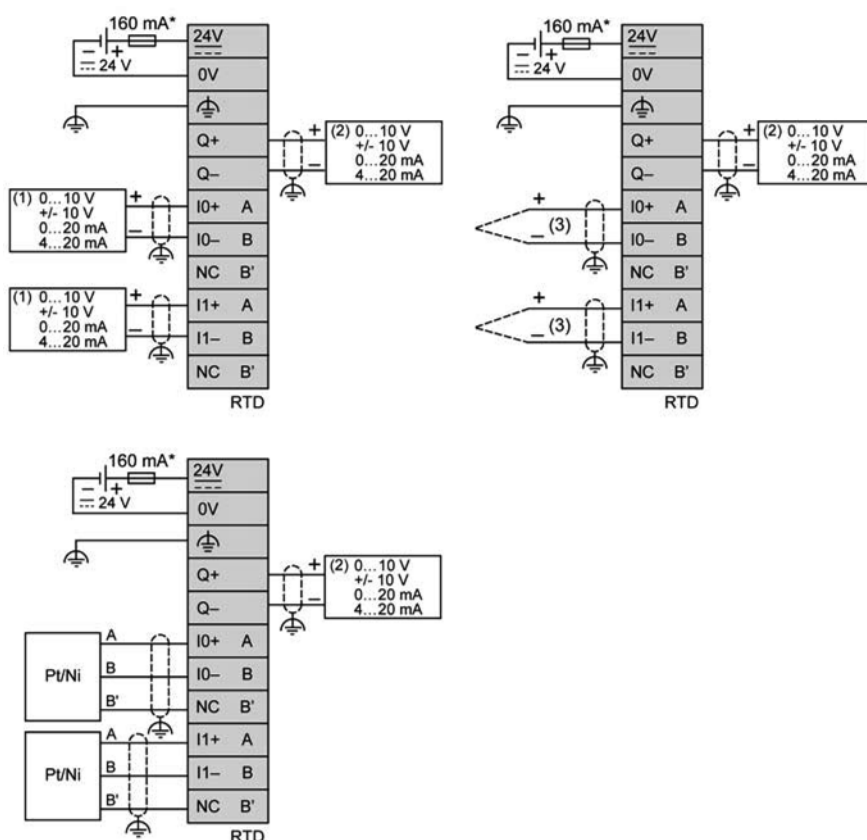 160 mA*
24V
24 V
0V
Q+
Q–
+
(2) 0...10 V
+/- 10 V
0...20 mA
4...20 mA
–
(1) 0...10 V
+/- 10 V
0...20 mA
4...20 mA
+
–
I0+ A
I0– B
NC B'
(1) 0...10 V
+/- 10 V
0...20 mA
4...20 mA
+
–
I1+ A
I1– B
NC B'
RTD
160 mA*
24V
24 V
0V
Q+
Q–
+
(2) 0...10 V
+/- 10 V
0...20 mA
4...20 mA
–
+
(3)
–
I0+ A
I0– B
NC B'
+
(3)
–
I1+ A
I1– B
NC B'
RTD
160 mA*
24V
24 V
0V
Q+
Q–
+
(2) 0...10 V
+/- 10 V
0...20 mA
4...20 mA
–
Pt/Ni
A
B
B'
I0+ A
I0– B
NC B'
Pt/Ni
A
B
B'
I1+ A
I1– B
NC B'
RTD